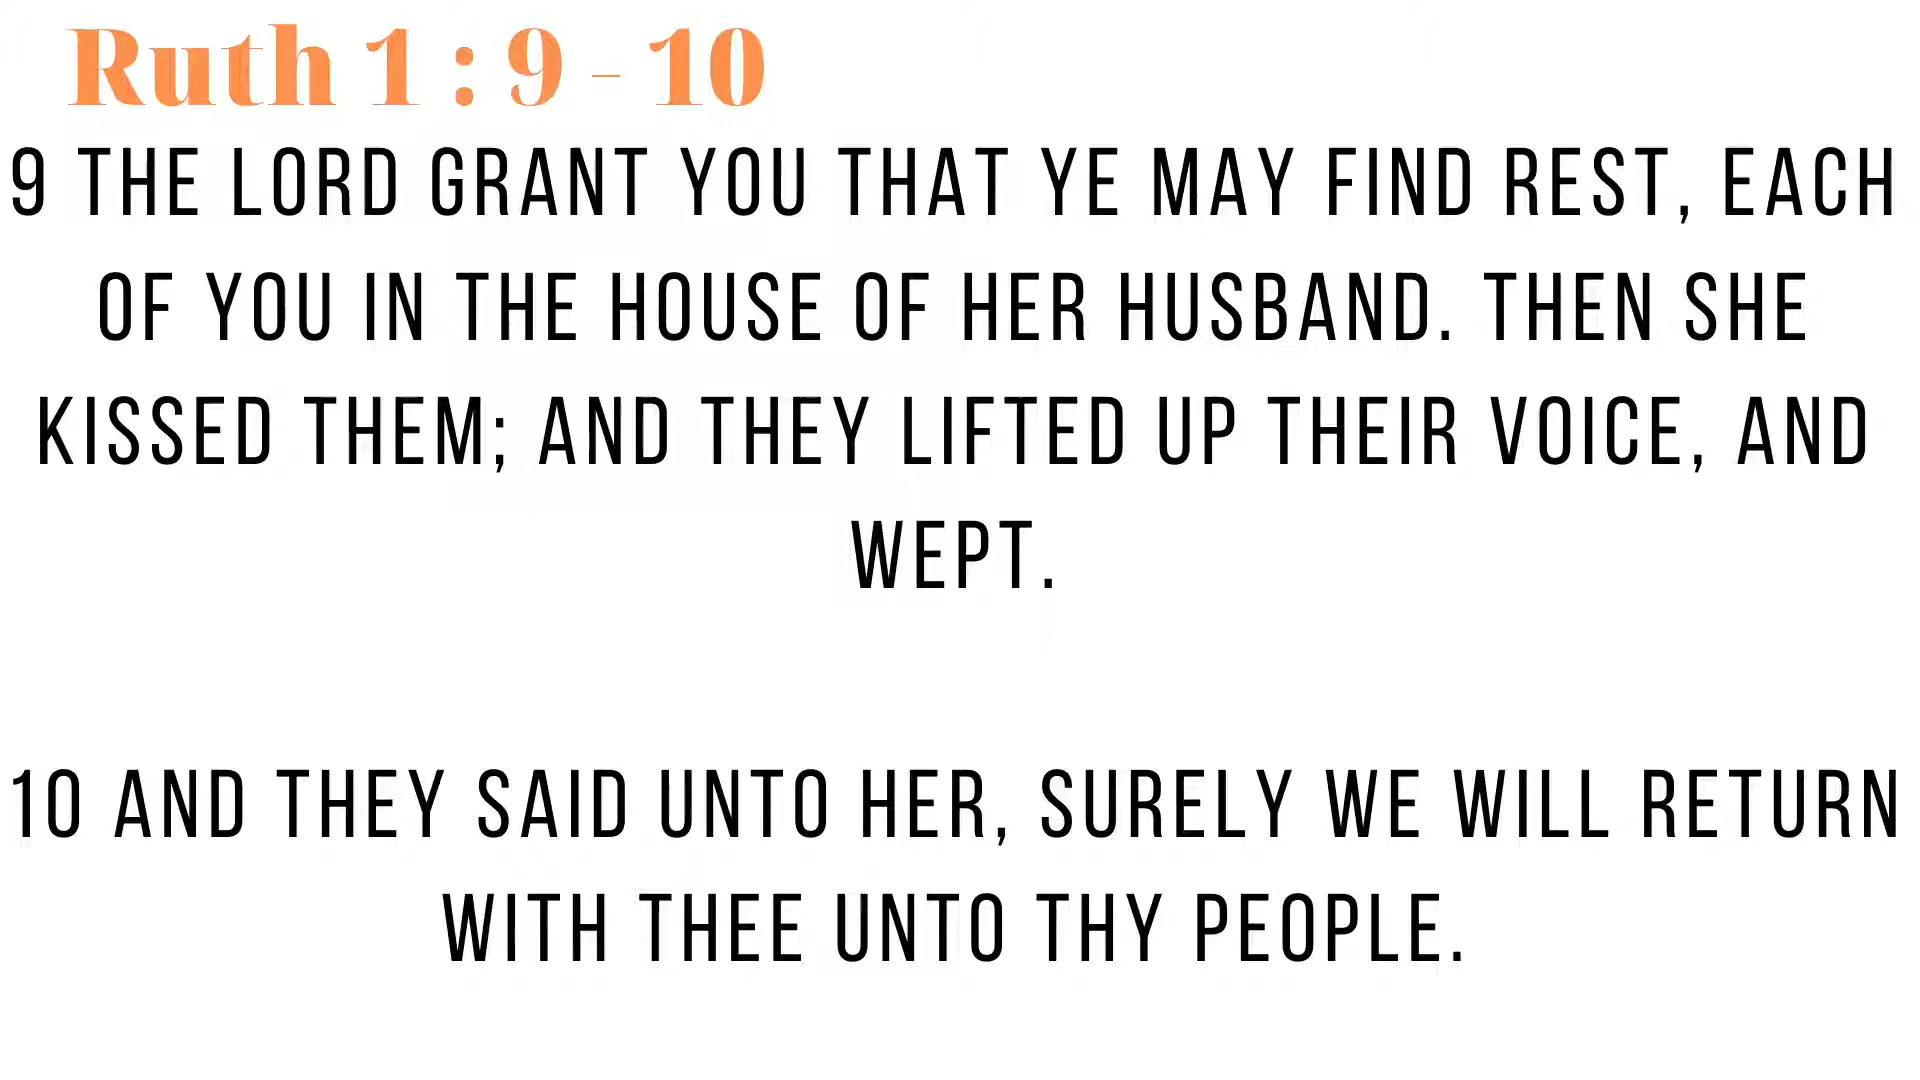 Ruth 1 : 9 - 10
9 THE LORD GRANT YOU THAT YE MAY FIND REST, EACH
OF YOU IN THE HOUSE OF HER HUSBAND. THEN SHE
KISSED THEM; AND THEY LIFTED UP THEIR VOICE, AND
WEPT.
10 AND THEY SAID UNTO HER, SURELY WE WILL RETURN
WITH THEE UNTO THY PEOPLE.